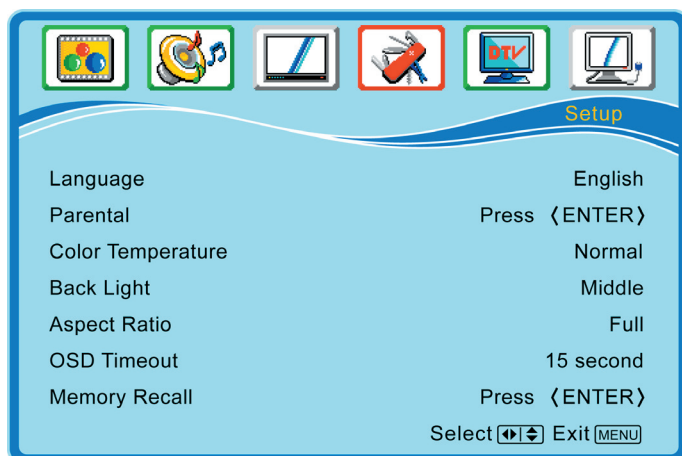 DTV
Setup
Language English
Parental Press 〈ENTER〉
Color Temperature Normal
Back Light Middle
Aspect Ratio Full
OSD Timeout 15 second
Memory Recall Press 〈ENTER〉
Select Exit MENU